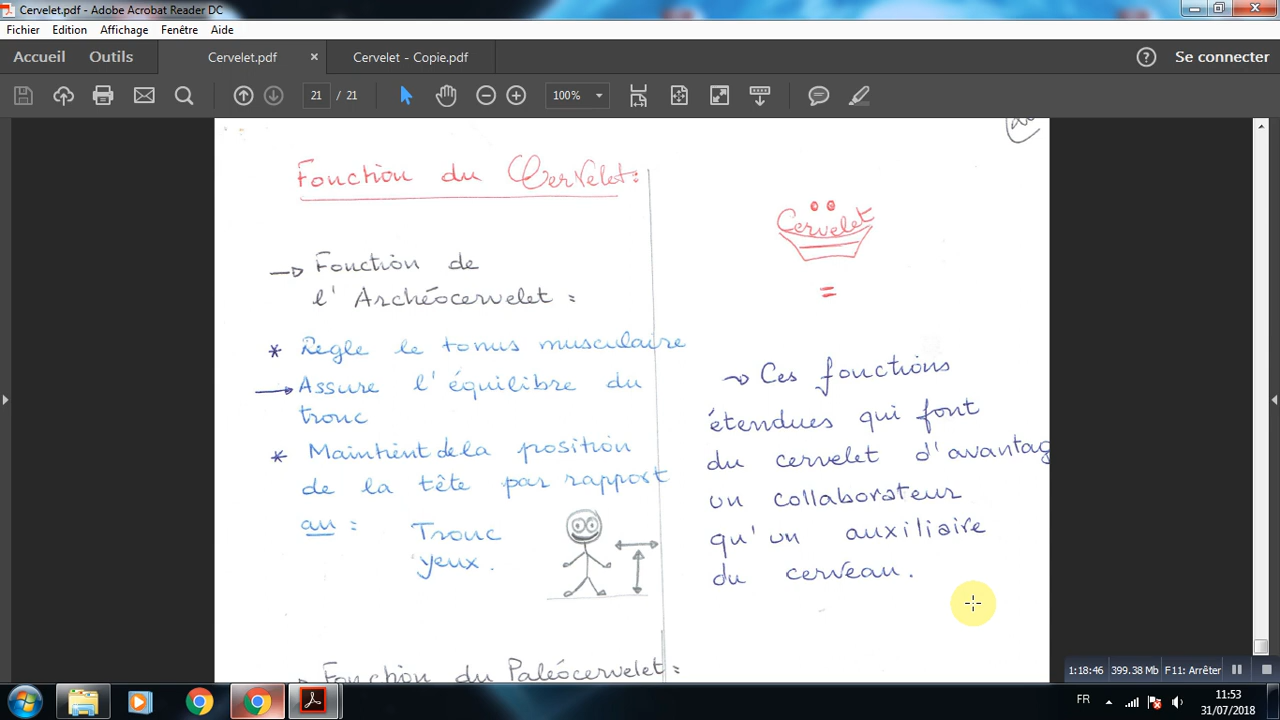 Cervelet.pdf - Adobe Acrobat Reader DC
Fichier Edition Affichage Fenêtre Aide
Accueil Outils Cervelet.pdf × Cervelet - Copie.pdf ? Se connecter
21 / 21 100%
Fonction du Cervelet:
→ Fonction de
l'Archéocervelet :
* Règle le tonus musculaire
→ Assure l'équilibre du
tronc
* Maintient de la position
de la tête par rapport
au : Tronc
yeux.
→ Fonction du Paléocervelet :
Cervelet
=
→ Ces fonctions
étendues qui font
du cervelet d'avantag
un collaborateur
qu'un auxiliaire
du cerveau.
1:18:46 399.38 Mb F11: Arrêter
FR 11:53
31/07/2018